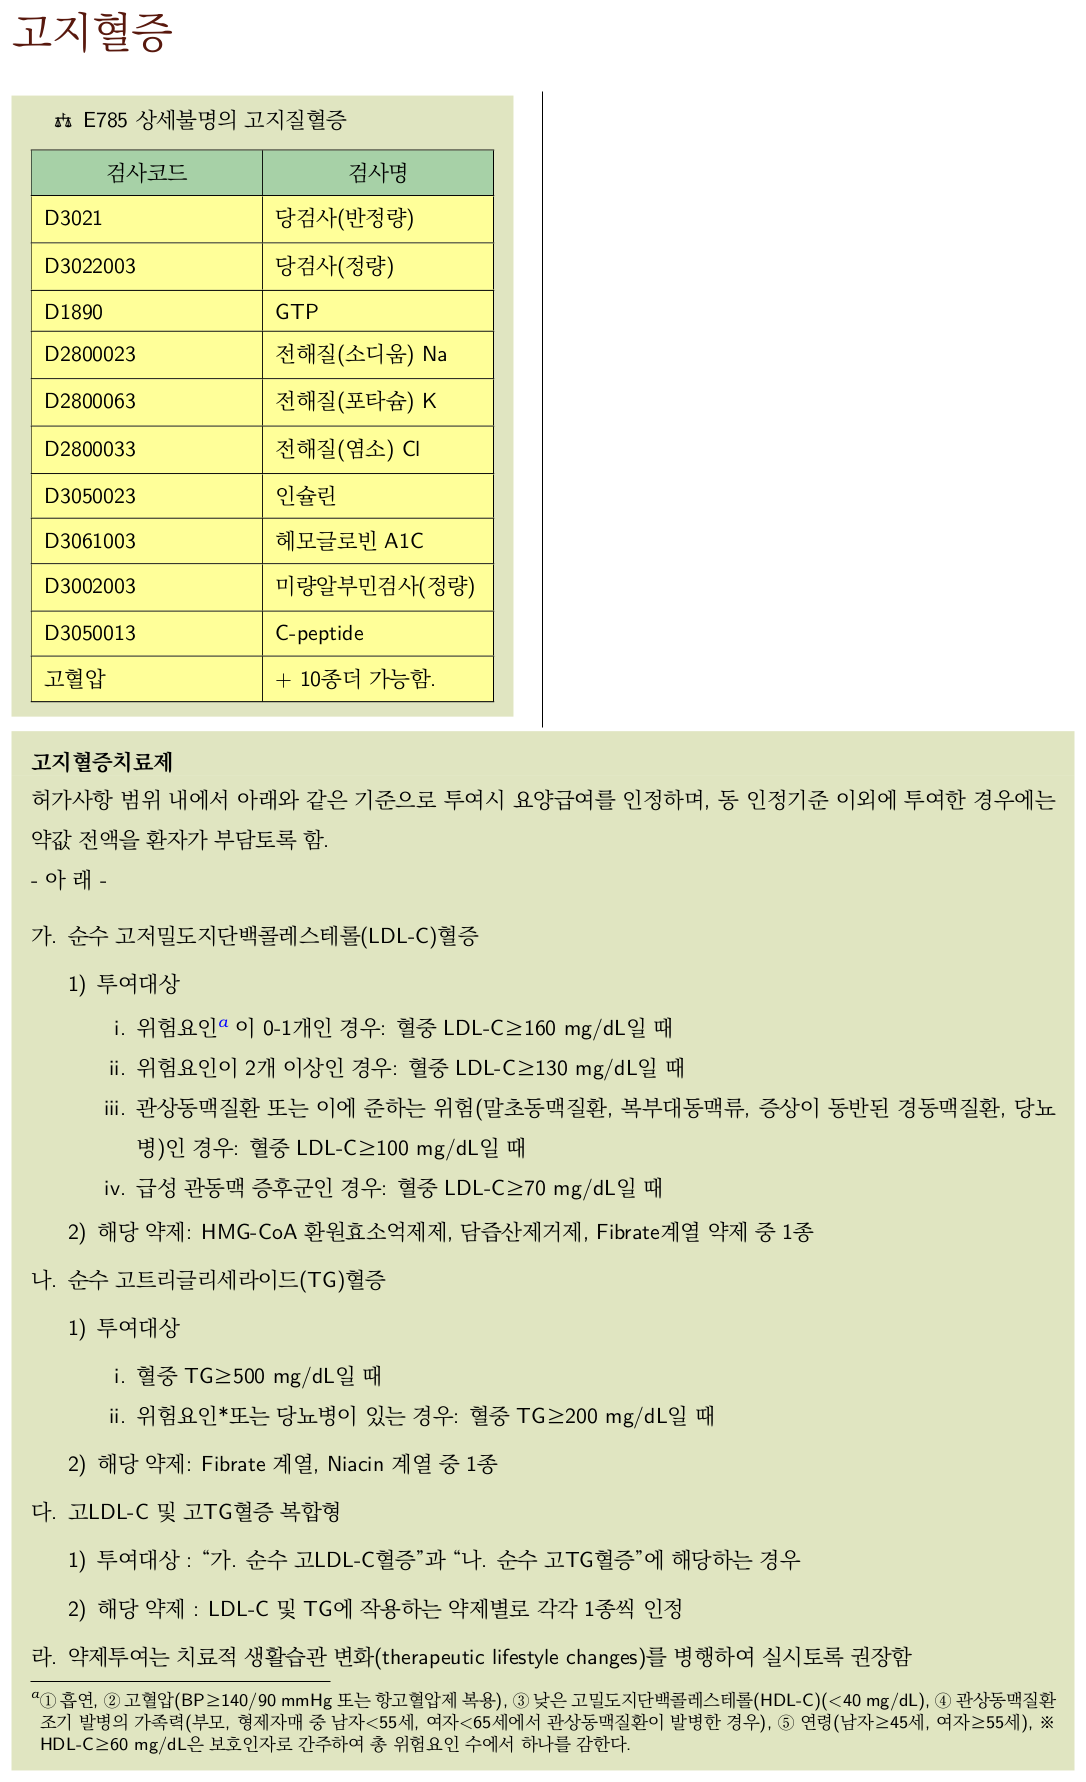 고지혈증
E785 상세불명의 고지질혈증
검사코드 검사명
D3021 당검사(반정량)
D3022003 당검사(정량)
D1890 GTP
D2800023 전해질(소디움) Na
D2800063 전해질(포타슘) K
D2800033 전해질(염소) Cl
D3050023 인슐린
D3061003 헤모글로빈 A1C
D3002003 미량알부민검사(정량)
D3050013 C-peptide
고혈압 + 10종더 가능함.
고지혈증치료제
허가사항 범위 내에서 아래와 같은 기준으로 투여시 요양급여를 인정하며, 동 인정기준 이외에 투여한 경우에는
약값 전액을 환자가 부담토록 함.
- 아 래 -
가. 순수 고저밀도지단백콜레스테롤(LDL-C)혈증
1) 투여대상
i. 위험요인a 이 0-1개인 경우: 혈중 LDL-C≥160 mg/dL일 때
ii. 위험요인이 2개 이상인 경우: 혈중 LDL-C≥130 mg/dL일 때
iii. 관상동맥질환 또는 이에 준하는 위험(말초동맥질환, 복부대동맥류, 증상이 동반된 경동맥질환, 당뇨
병)인 경우: 혈중 LDL-C≥100 mg/dL일 때
iv. 급성 관동맥 증후군인 경우: 혈중 LDL-C≥70 mg/dL일 때
2) 해당 약제: HMG-CoA 환원효소억제제, 담즙산제거제, Fibrate계열 약제 중 1종
나. 순수 고트리글리세라이드(TG)혈증
1) 투여대상
i. 혈중 TG≥500 mg/dL일 때
ii. 위험요인*또는 당뇨병이 있는 경우: 혈중 TG≥200 mg/dL일 때
2) 해당 약제: Fibrate 계열, Niacin 계열 중 1종
다. 고LDL-C 및 고TG혈증 복합형
1) 투여대상 : “가. 순수 고LDL-C혈증”과 “나. 순수 고TG혈증”에 해당하는 경우
2) 해당 약제 : LDL-C 및 TG에 작용하는 약제별로 각각 1종씩 인정
라. 약제투여는 치료적 생활습관 변화(therapeutic lifestyle changes)를 병행하여 실시토록 권장함
a① 흡연, ② 고혈압(BP≥140/90 mmHg 또는 항고혈압제 복용), ③ 낮은 고밀도지단백콜레스테롤(HDL-C)(<40 mg/dL), ④ 관상동맥질환
조기 발병의 가족력(부모, 형제자매 중 남자<55세, 여자<65세에서 관상동맥질환이 발병한 경우), ⑤ 연령(남자≥45세, 여자≥55세), ※
HDL-C≥60 mg/dL은 보호인자로 간주하여 총 위험요인 수에서 하나를 감한다.